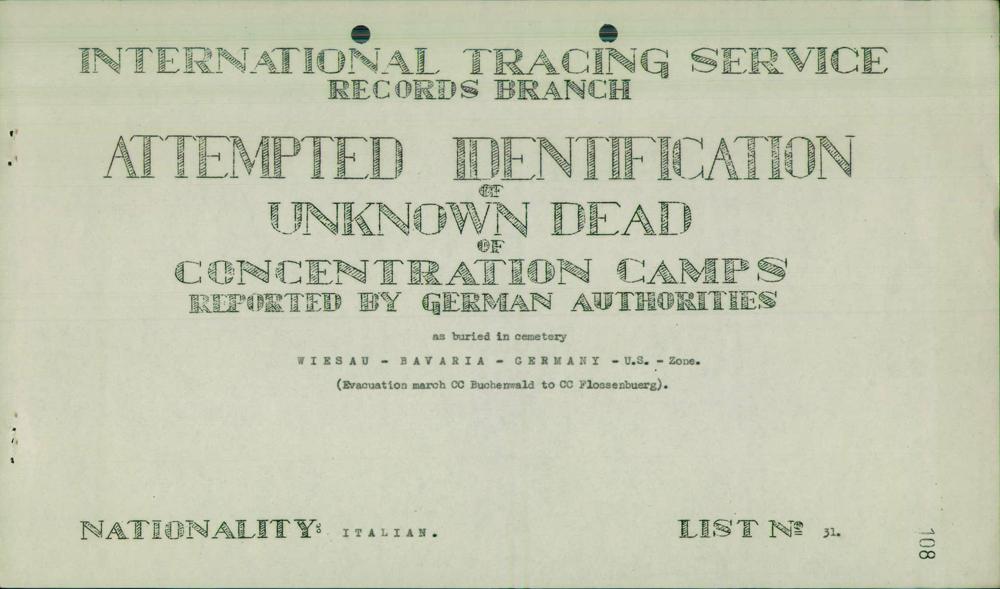 INTERNATIONAL TRACING SERVICE
RECORDS BRANCH
ATTEMPTED IDENTIFICATION
OF
UNKNOWN DEAD
OF
CONCENTRATION CAMPS
REPORTED BY GERMAN AUTHORITIES
as buried in cemetery
WIESAU - BAVARIA - GERMANY - U.S. - Zone.
(Evacuation march CC Buchenwald to CC Flossenbuerg).
NATIONALITY: ITALIAN.
LIST Nº 31.
108